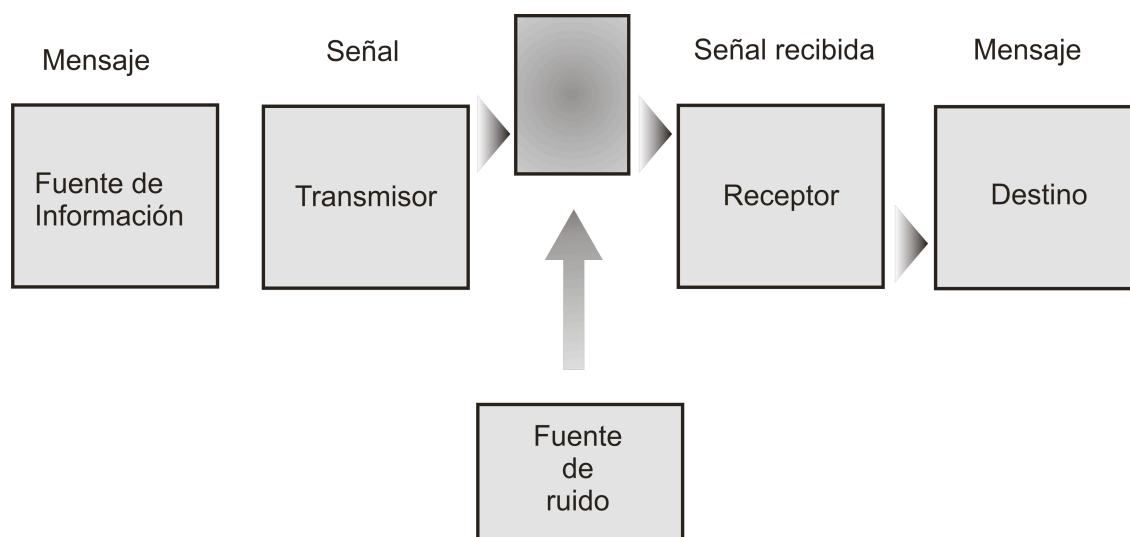 Mensaje
Señal
Señal recibida
Mensaje
Fuente de
Información
Transmisor
Receptor
Destino
Fuente
de
ruido